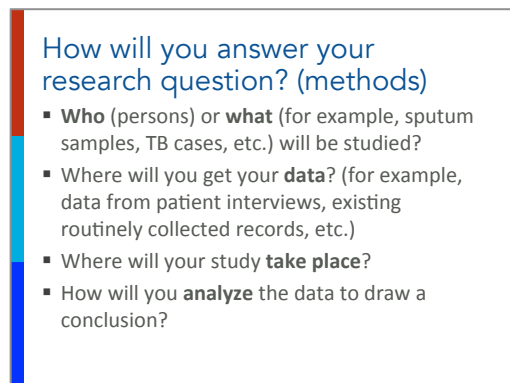 How will you answer your
research question? (methods)
▪ Who (persons) or what (for example, sputum
samples, TB cases, etc.) will be studied?
▪ Where will you get your data? (for example,
data from patient interviews, existing
routinely collected records, etc.)
▪ Where will your study take place?
▪ How will you analyze the data to draw a
conclusion?